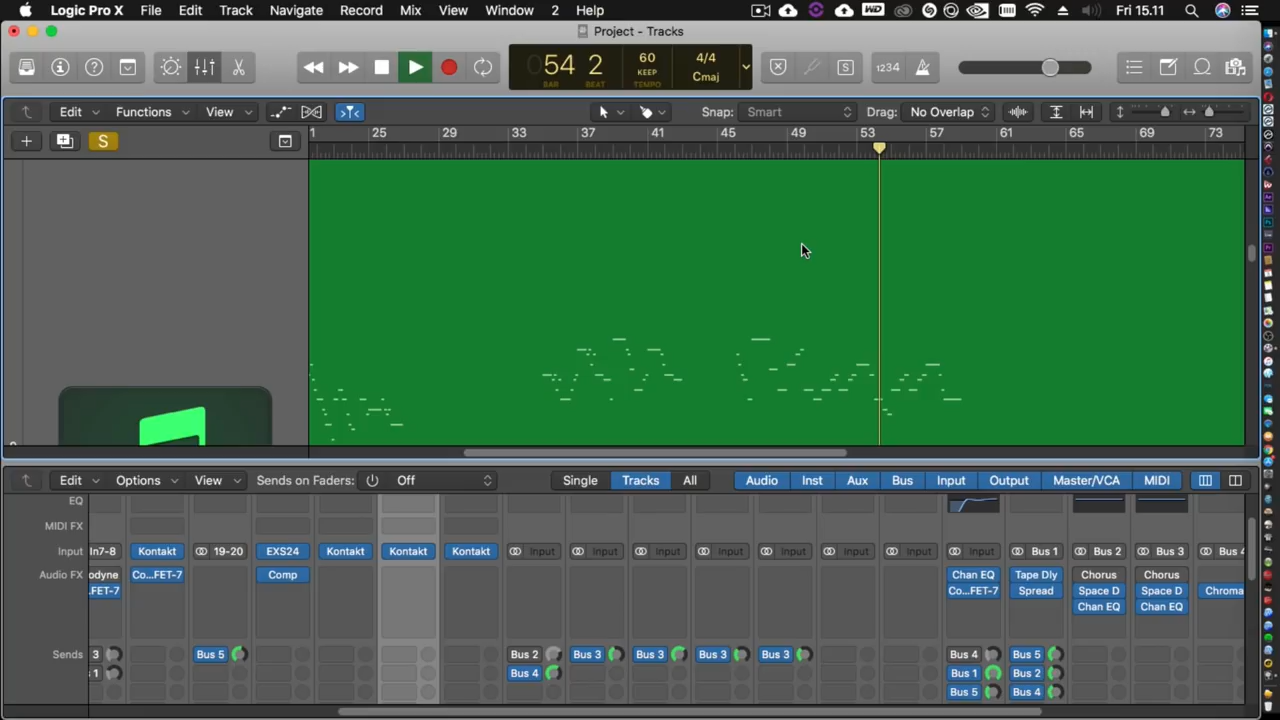 Logic Pro X File Edit Track Navigate Record Mix View Window 2 Help Fri 15.11
Project - Tracks
54 2 60 4/4
KEEP Cmaj
BAR BEAT TEMPO
S 1234
Edit Functions View Snap: Smart Drag: No Overlap
S 1 25 29 33 37 41 45 49 53 57 61 65 69 73
Edit Options View Sends on Faders: Off Single Tracks All Audio Inst Aux Bus Input Output Master/VCA MIDI
EQ
MIDI FX
Input In7-8 Kontakt 19-20 EXS24 Kontakt Kontakt Kontakt Input Input Input Input Input Input Input Input Bus 1 Bus 2 Bus 3 Bus 4
Audio FX odyne Co...FET-7 Comp Chan EQ Tape Dly Chorus Chorus
.FET-7 Co...FET-7 Spread Space D Space D Chroma
Chan EQ Chan EQ
Sends 3 Bus 5 Bus 2 Bus 3 Bus 3 Bus 3 Bus 3 Bus 4 Bus 5
1 Bus 4 Bus 1 Bus 2
Bus 5 Bus 4